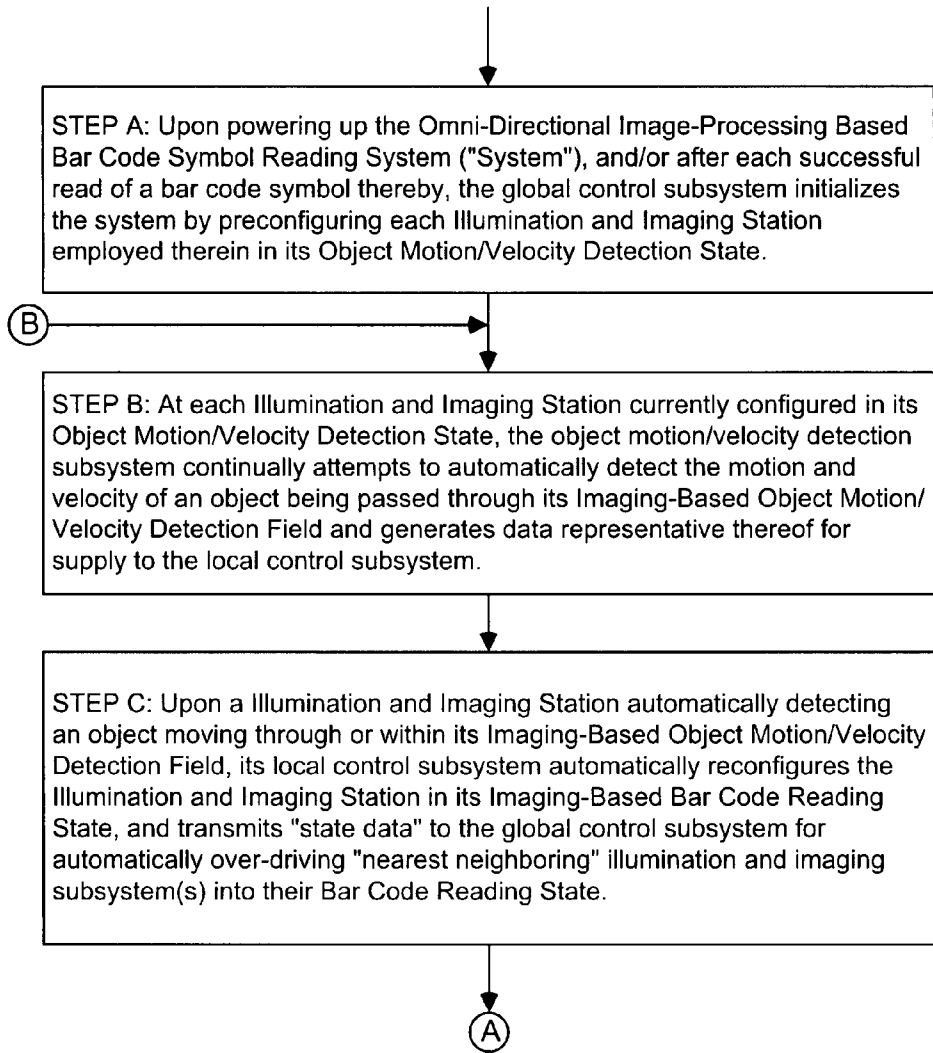 STEP A: Upon powering up the Omni-Directional Image-Processing Based
Bar Code Symbol Reading System ("System"), and/or after each successful
read of a bar code symbol thereby, the global control subsystem initializes
the system by preconfiguring each Illumination and Imaging Station
employed therein in its Object Motion/Velocity Detection State.
B
STEP B: At each Illumination and Imaging Station currently configured in its
Object Motion/Velocity Detection State, the object motion/velocity detection
subsystem continually attempts to automatically detect the motion and
velocity of an object being passed through its Imaging-Based Object Motion/
Velocity Detection Field and generates data representative thereof for
supply to the local control subsystem.
STEP C: Upon a Illumination and Imaging Station automatically detecting
an object moving through or within its Imaging-Based Object Motion/Velocity
Detection Field, its local control subsystem automatically reconfigures the
Illumination and Imaging Station in its Imaging-Based Bar Code Reading
State, and transmits "state data" to the global control subsystem for
automatically over-driving "nearest neighboring" illumination and imaging
subsystem(s) into their Bar Code Reading State.
A